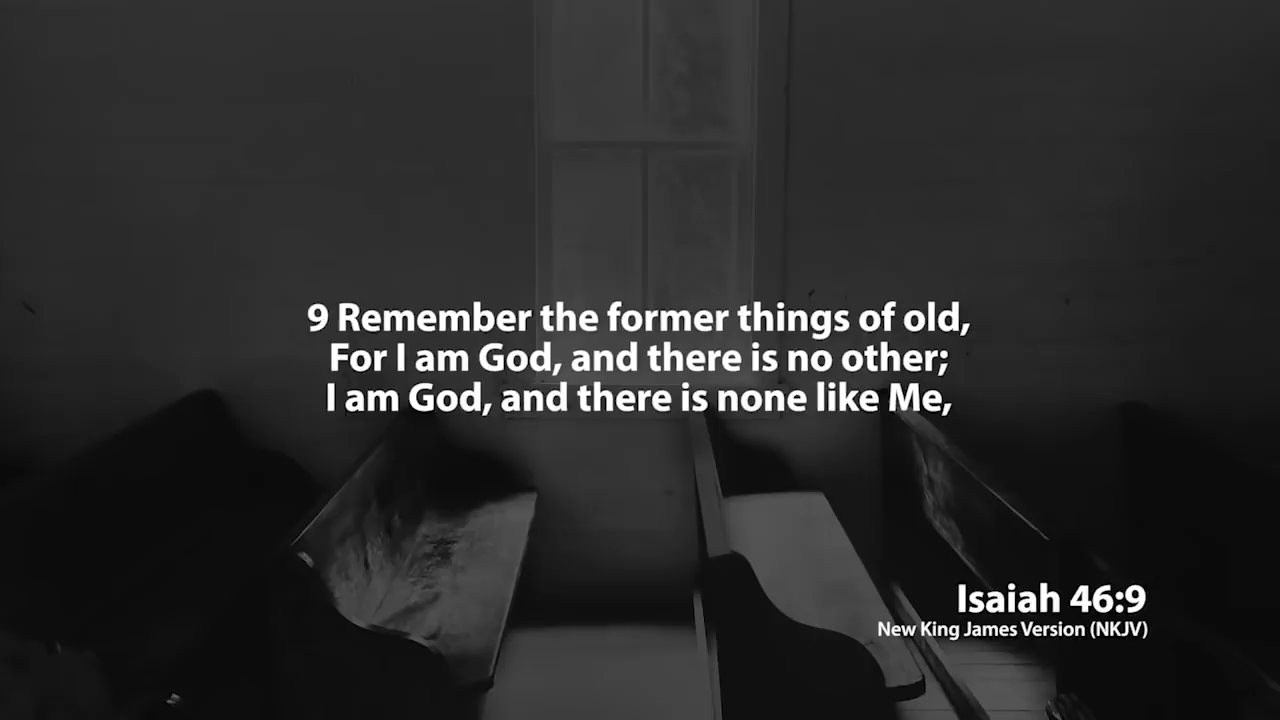 9 Remember the former things of old,
For I am God, and there is no other;
I am God, and there is none like Me,
Isaiah 46:9
New King James Version (NKJV)